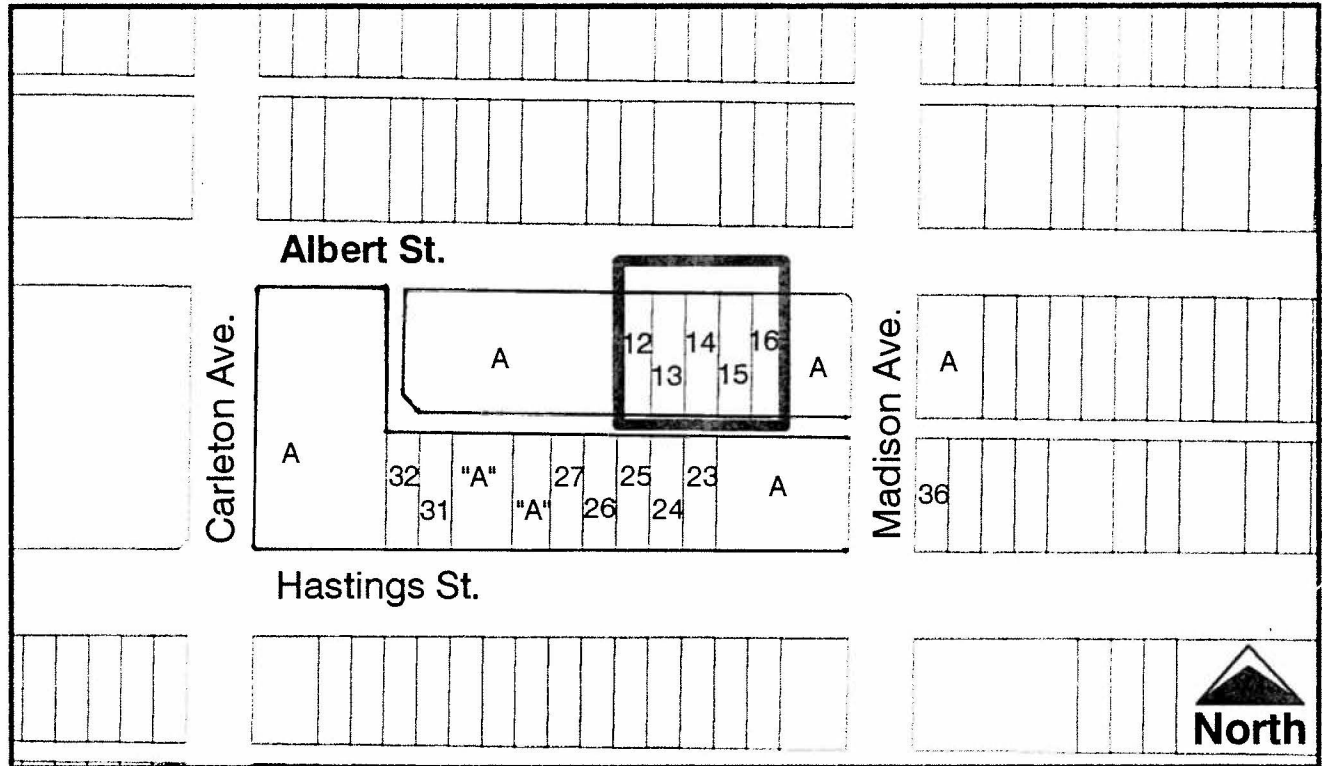 Albert St.
Carleton Ave.
Madison Ave.
A
12
13
14
15
16
A
A
A
32
31
"A"
"A"
27
26
25
24
23
A
36
Hastings St.
North